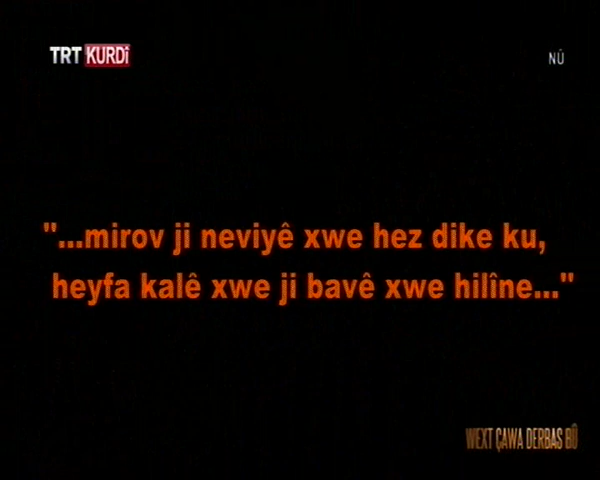 TRT KURDÎ
NÛ
"...mirov ji neviyê xwe hez dike ku,
heyfa kalê xwe ji bavê xwe hilîne..."
WEXT ÇAWA DERBAS BÛ